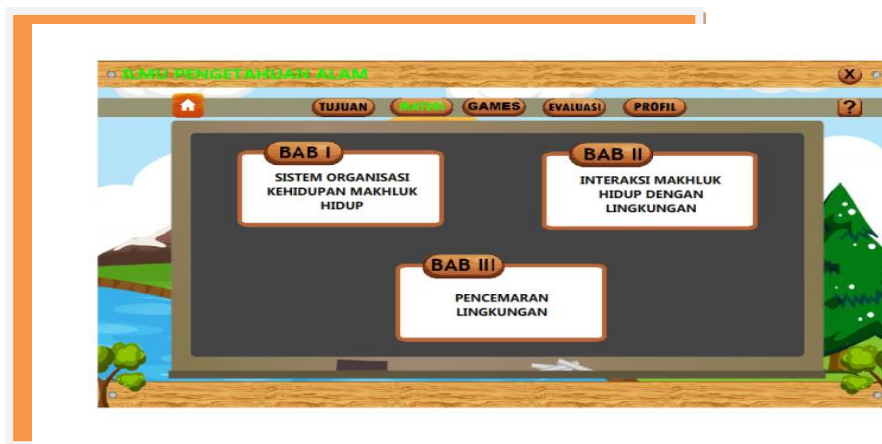 ILMU PENGETAHUAN ALAM
X
TUJUAN MATERI GAMES EVALUASI PROFIL ?
BAB I
SISTEM ORGANISASI
KEHIDUPAN MAKHLUK
HIDUP
BAB II
INTERAKSI MAKHLUK
HIDUP DENGAN
LINGKUNGAN
BAB III
PENCEMARAN
LINGKUNGAN